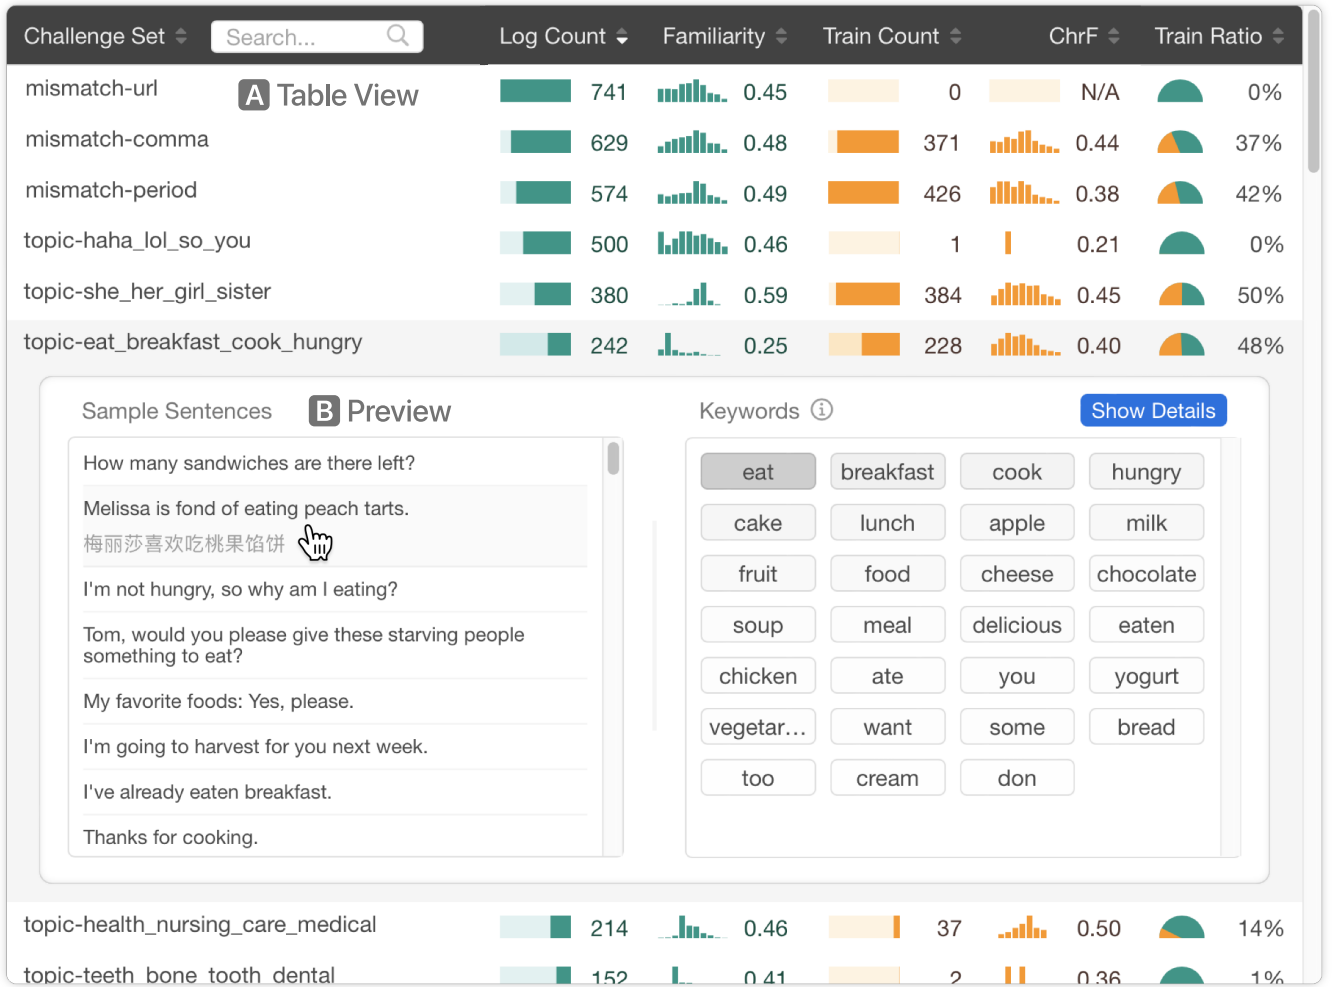 Challenge Set Search... Log Count Familiarity Train Count ChrF Train Ratio
mismatch-url 741 0.45 0 N/A 0%
A Table View
mismatch-comma 629 0.48 371 0.44 37%
mismatch-period 574 0.49 426 0.38 42%
topic-haha_lol_so_you 500 0.46 1 0.21 0%
topic-she_her_girl_sister 380 0.59 384 0.45 50%
topic-eat_breakfast_cook_hungry 242 0.25 228 0.40 48%
Sample Sentences B Preview
How many sandwiches are there left?
Melissa is fond of eating peach tarts.
梅丽莎喜欢吃桃果馅饼
I'm not hungry, so why am I eating?
Tom, would you please give these starving people
something to eat?
My favorite foods: Yes, please.
I'm going to harvest for you next week.
I've already eaten breakfast.
Thanks for cooking.
Keywords i Show Details
eat breakfast cook hungry
cake lunch apple milk
fruit food cheese chocolate
soup meal delicious eaten
chicken ate you yogurt
vegetar... want some bread
too cream don
topic-health_nursing_care_medical 214 0.46 37 0.50 14%
topic-teeth_bone_tooth_dental 152 0.41 2 0.36 1%